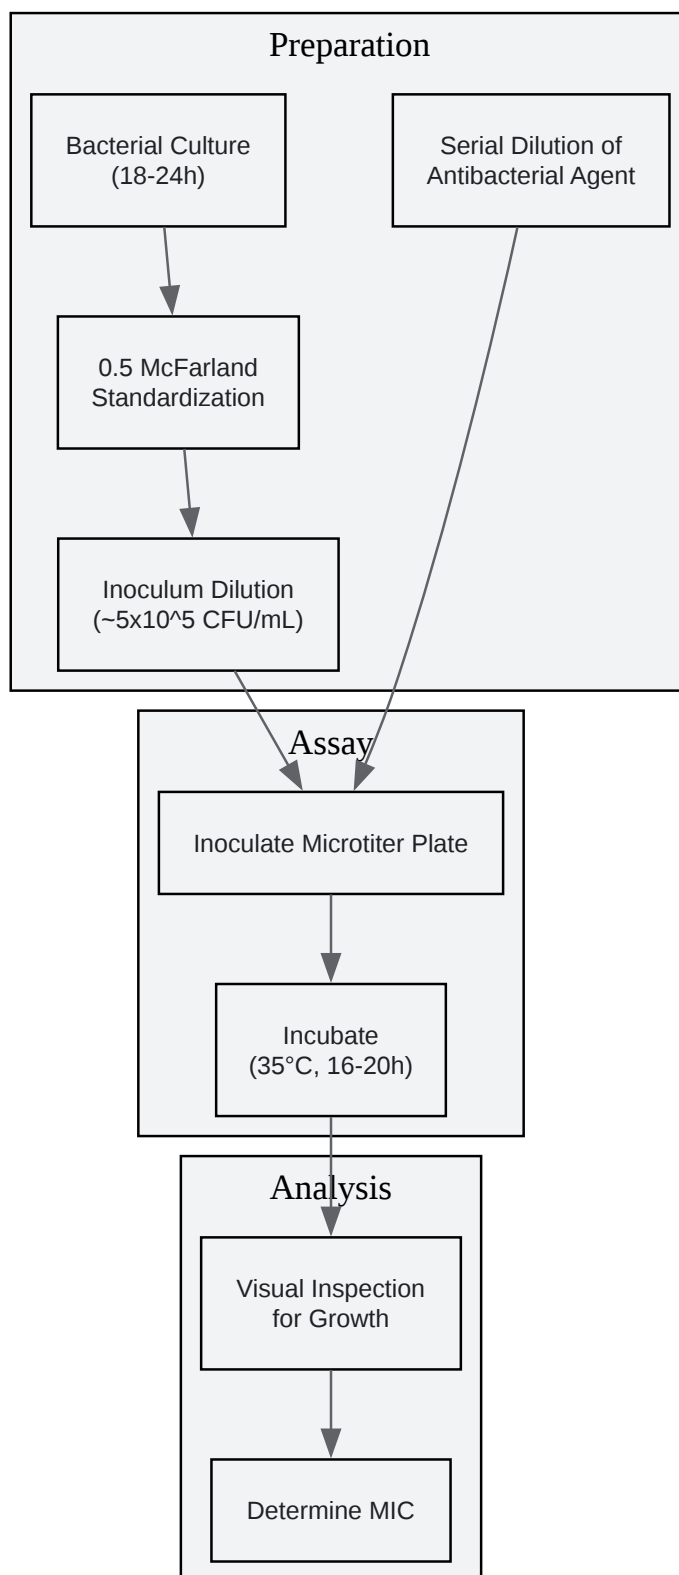 Preparation
Bacterial Culture
(18-24h)
Serial Dilution of
Antibacterial Agent
0.5 McFarland
Standardization
Inoculum Dilution
(~5x10^5 CFU/mL)
Assay
Inoculate Microtiter Plate
Incubate
(35°C, 16-20h)
Analysis
Visual Inspection
for Growth
Determine MIC